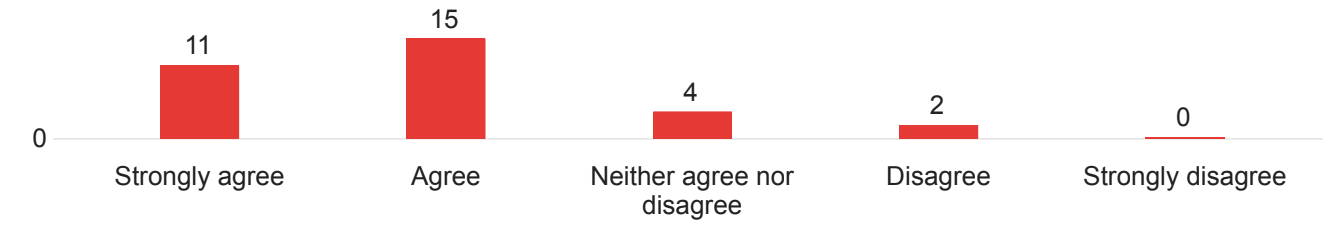 15
11
4
2
0
0
Strongly agree
Agree
Neither agree nor
disagree
Disagree
Strongly disagree